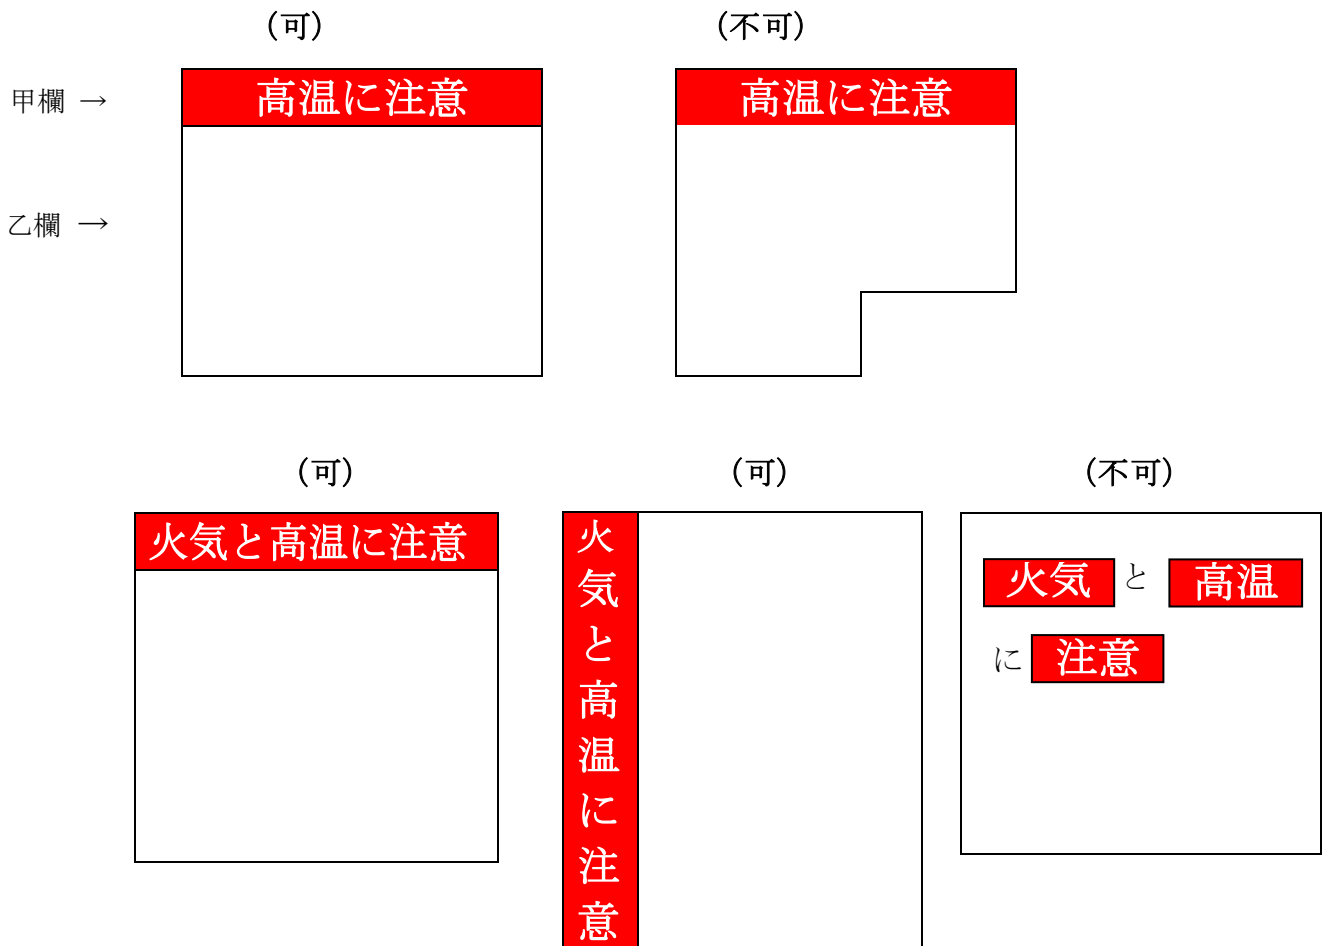 （可）
（不可）
甲欄 →
高温に注意
高温に注意
乙欄 →
（可）
（可）
（不可）
火気と高温に注意
火気と高温に注意
火気 と 高温
に 注意